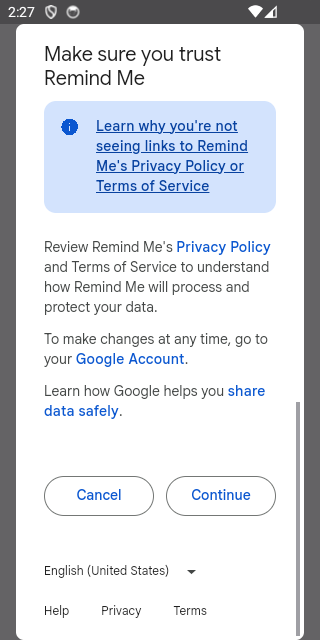 2:27
Make sure you trust
Remind Me
Learn why you're not
seeing links to Remind
Me's Privacy Policy or
Terms of Service
Review Remind Me's Privacy Policy
and Terms of Service to understand
how Remind Me will process and
protect your data.
To make changes at any time, go to
your Google Account.
Learn how Google helps you share
data safely.
Cancel Continue
English (United States)
Help Privacy Terms